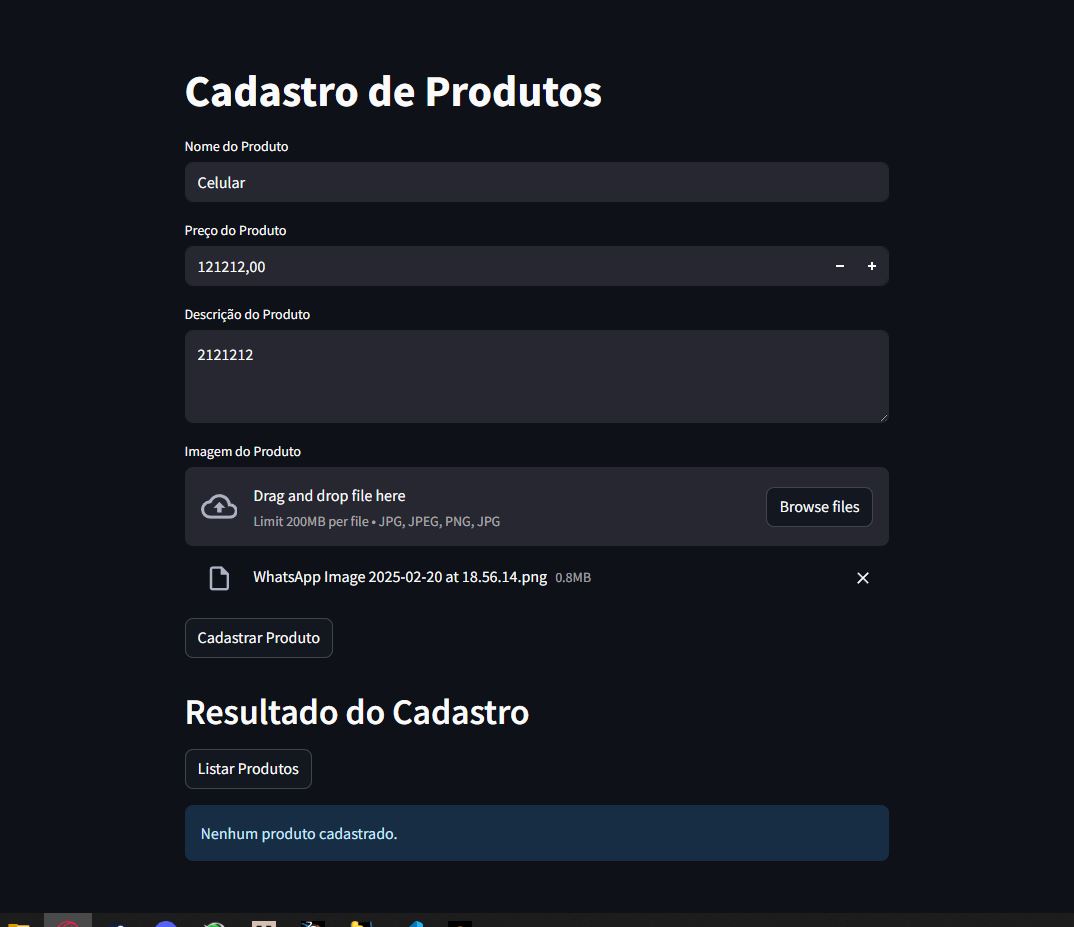 Cadastro de Produtos
Nome do Produto
Celular
Preço do Produto
121212,00
Descrição do Produto
2121212
Imagem do Produto
Drag and drop file here
Limit 200MB per file • JPG, JPEG, PNG, JPG
Browse files
WhatsApp Image 2025-02-20 at 18.56.14.png 0.8MB
Cadastrar Produto
Resultado do Cadastro
Listar Produtos
Nenhum produto cadastrado.